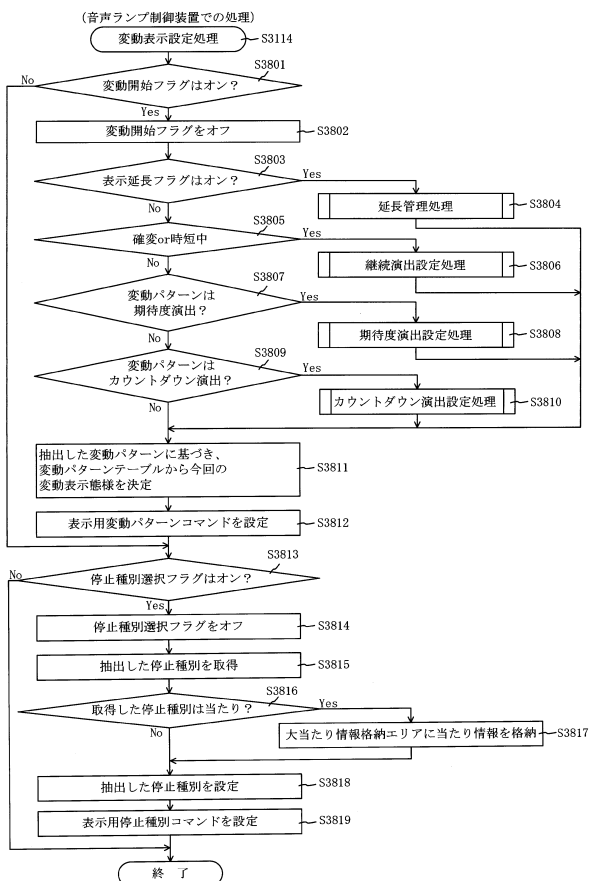 (音声ランプ制御装置での処理)
変動表示設定処理
S3114
S3801
変動開始フラグはオン？
No
Yes
変動開始フラグをオフ
S3802
S3803
表示延長フラグはオン？
Yes
No
延長管理処理
S3804
S3805
確変or時短中
Yes
No
継続演出設定処理
S3806
S3807
変動パターンは
期待度演出？
Yes
No
期待度演出設定処理
S3808
S3809
変動パターンは
カウントダウン演出？
Yes
No
カウントダウン演出設定処理
S3810
抽出した変動パターンに基づき、
変動パターンテーブルから今回の
変動表示態様を決定
S3811
表示用変動パターンコマンドを設定
S3812
S3813
停止種別選択フラグはオン？
No
Yes
停止種別選択フラグをオフ
S3814
抽出した停止種別を取得
S3815
S3816
取得した停止種別は当たり？
Yes
No
大当たり情報格納エリアに当たり情報を格納
S3817
抽出した停止種別を設定
S3818
表示用停止種別コマンドを設定
S3819
終 了